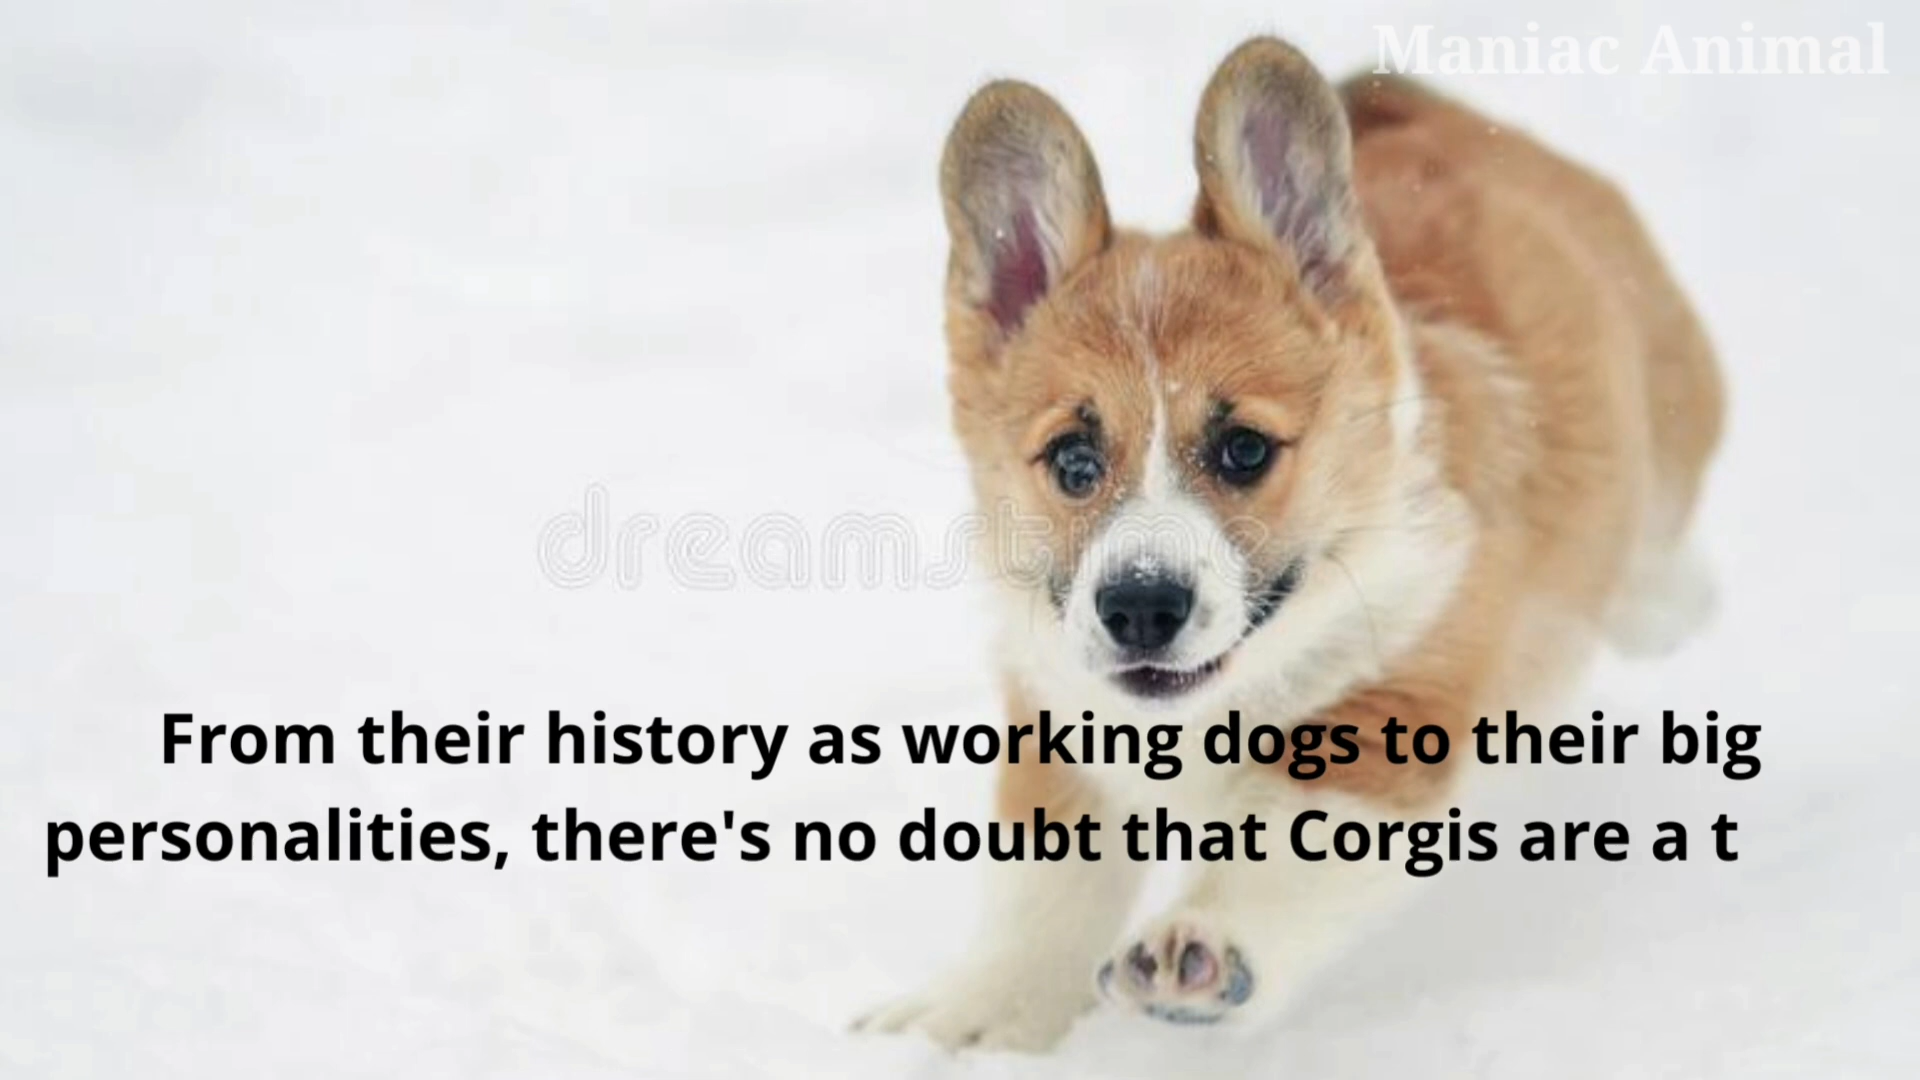 Maniac Animal
dreamstime
From their history as working dogs to their big
personalities, there's no doubt that Corgis are a t